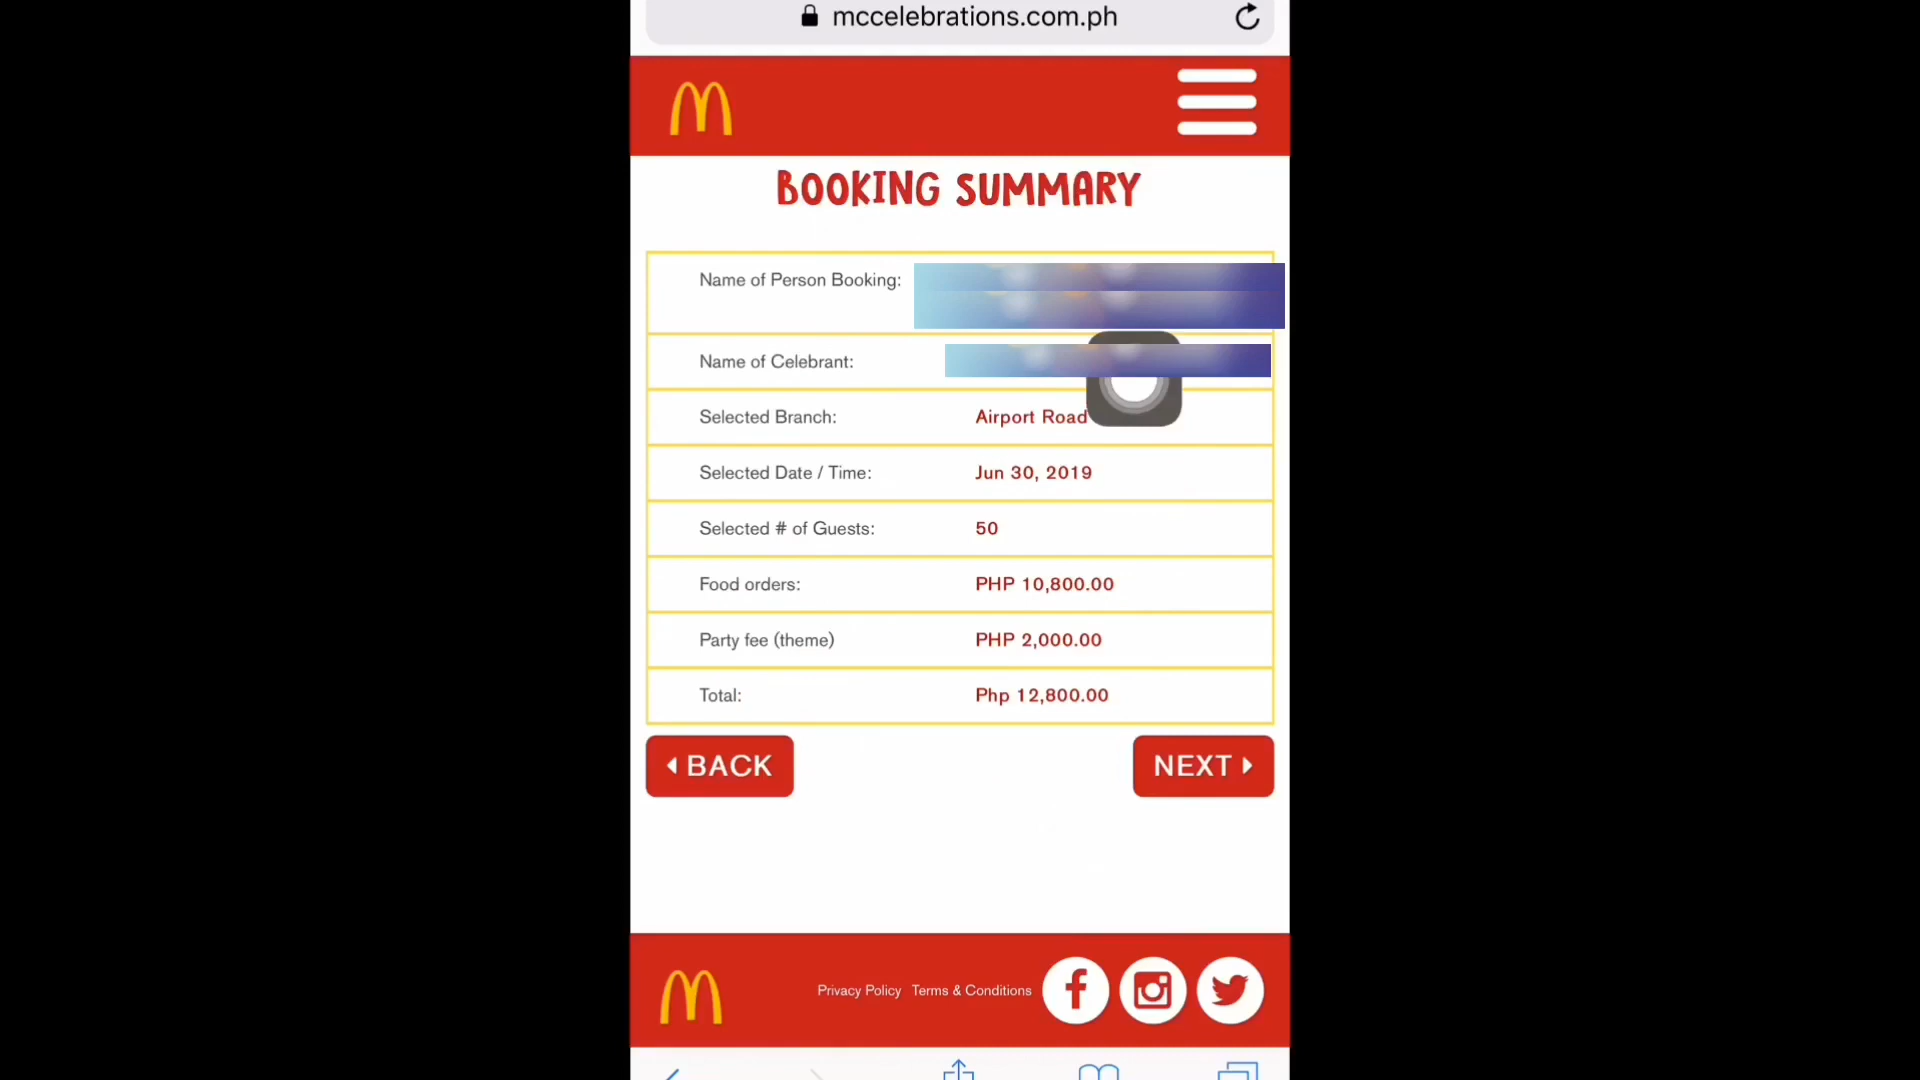 mccelebrations.com.ph
BOOKING SUMMARY
Name of Person Booking:
Name of Celebrant:
Selected Branch: Airport Road
Selected Date / Time: Jun 30, 2019
Selected # of Guests: 50
Food orders: PHP 10,800.00
Party fee (theme) PHP 2,000.00
Total: Php 12,800.00
BACK NEXT
Privacy Policy Terms & Conditions